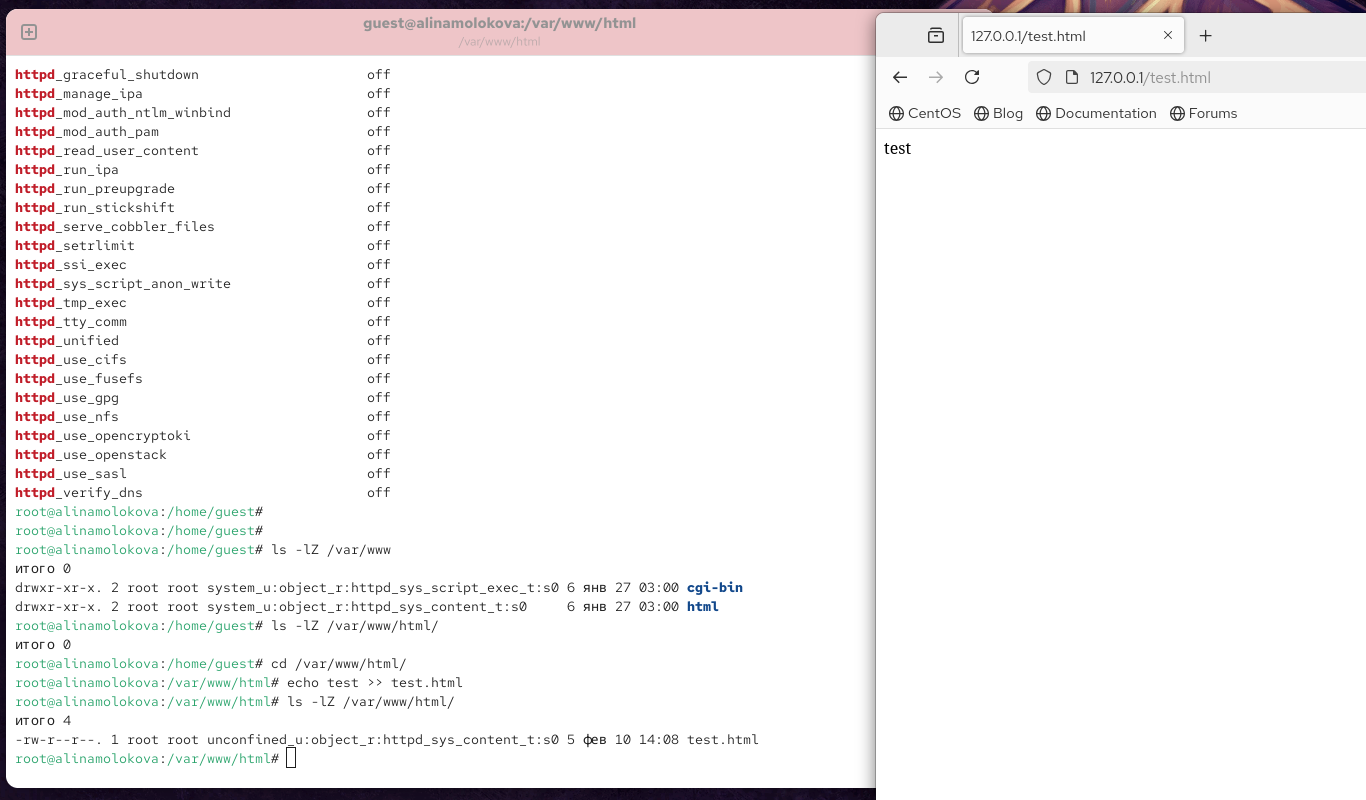 guest@alinamolokova:/var/www/html
/var/www/html
httpd_graceful_shutdown off
httpd_manage_ipa off
httpd_mod_auth_ntlm_winbind off
httpd_mod_auth_pam off
httpd_read_user_content off
httpd_run_ipa off
httpd_run_preupgrade off
httpd_run_stickshift off
httpd_serve_cobbler_files off
httpd_setrlimit off
httpd_ssi_exec off
httpd_sys_script_anon_write off
httpd_tmp_exec off
httpd_tty_comm off
httpd_unified off
httpd_use_cifs off
httpd_use_fusefs off
httpd_use_gpg off
httpd_use_nfs off
httpd_use_opencryptoki off
httpd_use_openstack off
httpd_use_sasl off
httpd_verify_dns off
root@alinamolokova:/home/guest#
root@alinamolokova:/home/guest#
root@alinamolokova:/home/guest# ls -lZ /var/www
итого 0
drwxr-xr-x. 2 root root system_u:object_r:httpd_sys_script_exec_t:s0 6 янв 27 03:00 cgi-bin
drwxr-xr-x. 2 root root system_u:object_r:httpd_sys_content_t:s0 6 янв 27 03:00 html
root@alinamolokova:/home/guest# ls -lZ /var/www/html/
итого 0
root@alinamolokova:/home/guest# cd /var/www/html/
root@alinamolokova:/var/www/html# echo test >> test.html
root@alinamolokova:/var/www/html# ls -lZ /var/www/html/
итого 4
-rw-r--r--. 1 root root unconfined_u:object_r:httpd_sys_content_t:s0 5 фев 10 14:08 test.html
root@alinamolokova:/var/www/html#
127.0.0.1/test.html
127.0.0.1/test.html
CentOS Blog Documentation Forums
test